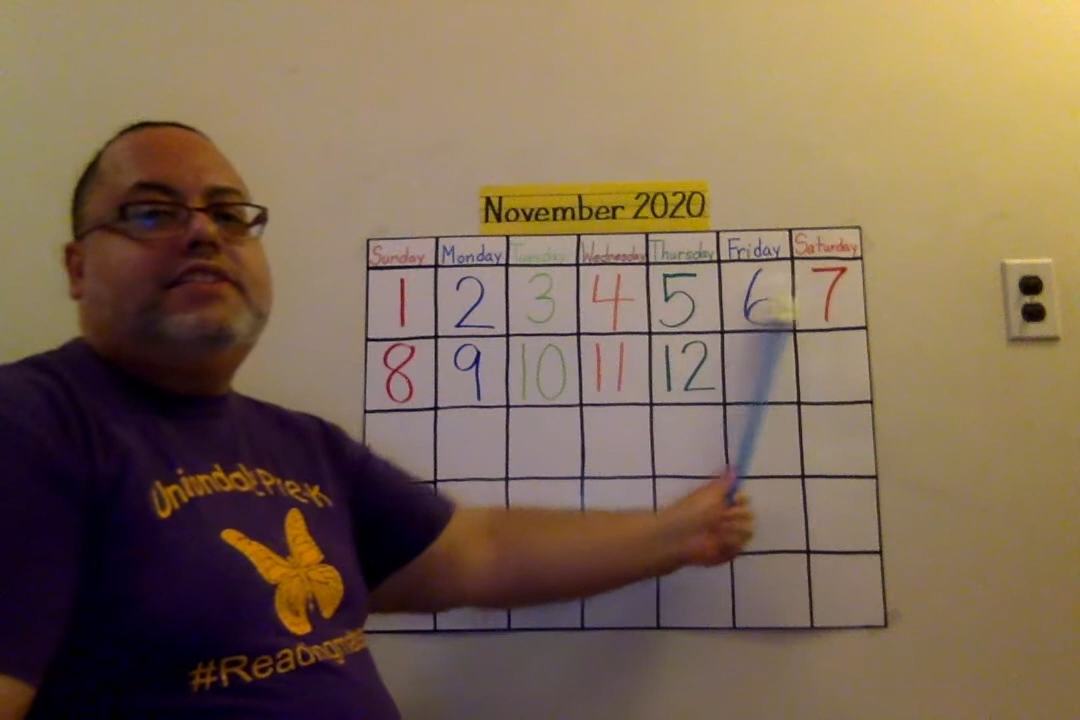 November 2020
Sunday Monday Tuesday Wednesday Thursday Friday Saturday
1 2 3 4 5 6 7
8 9 10 11 12
Uniondale Pre-K